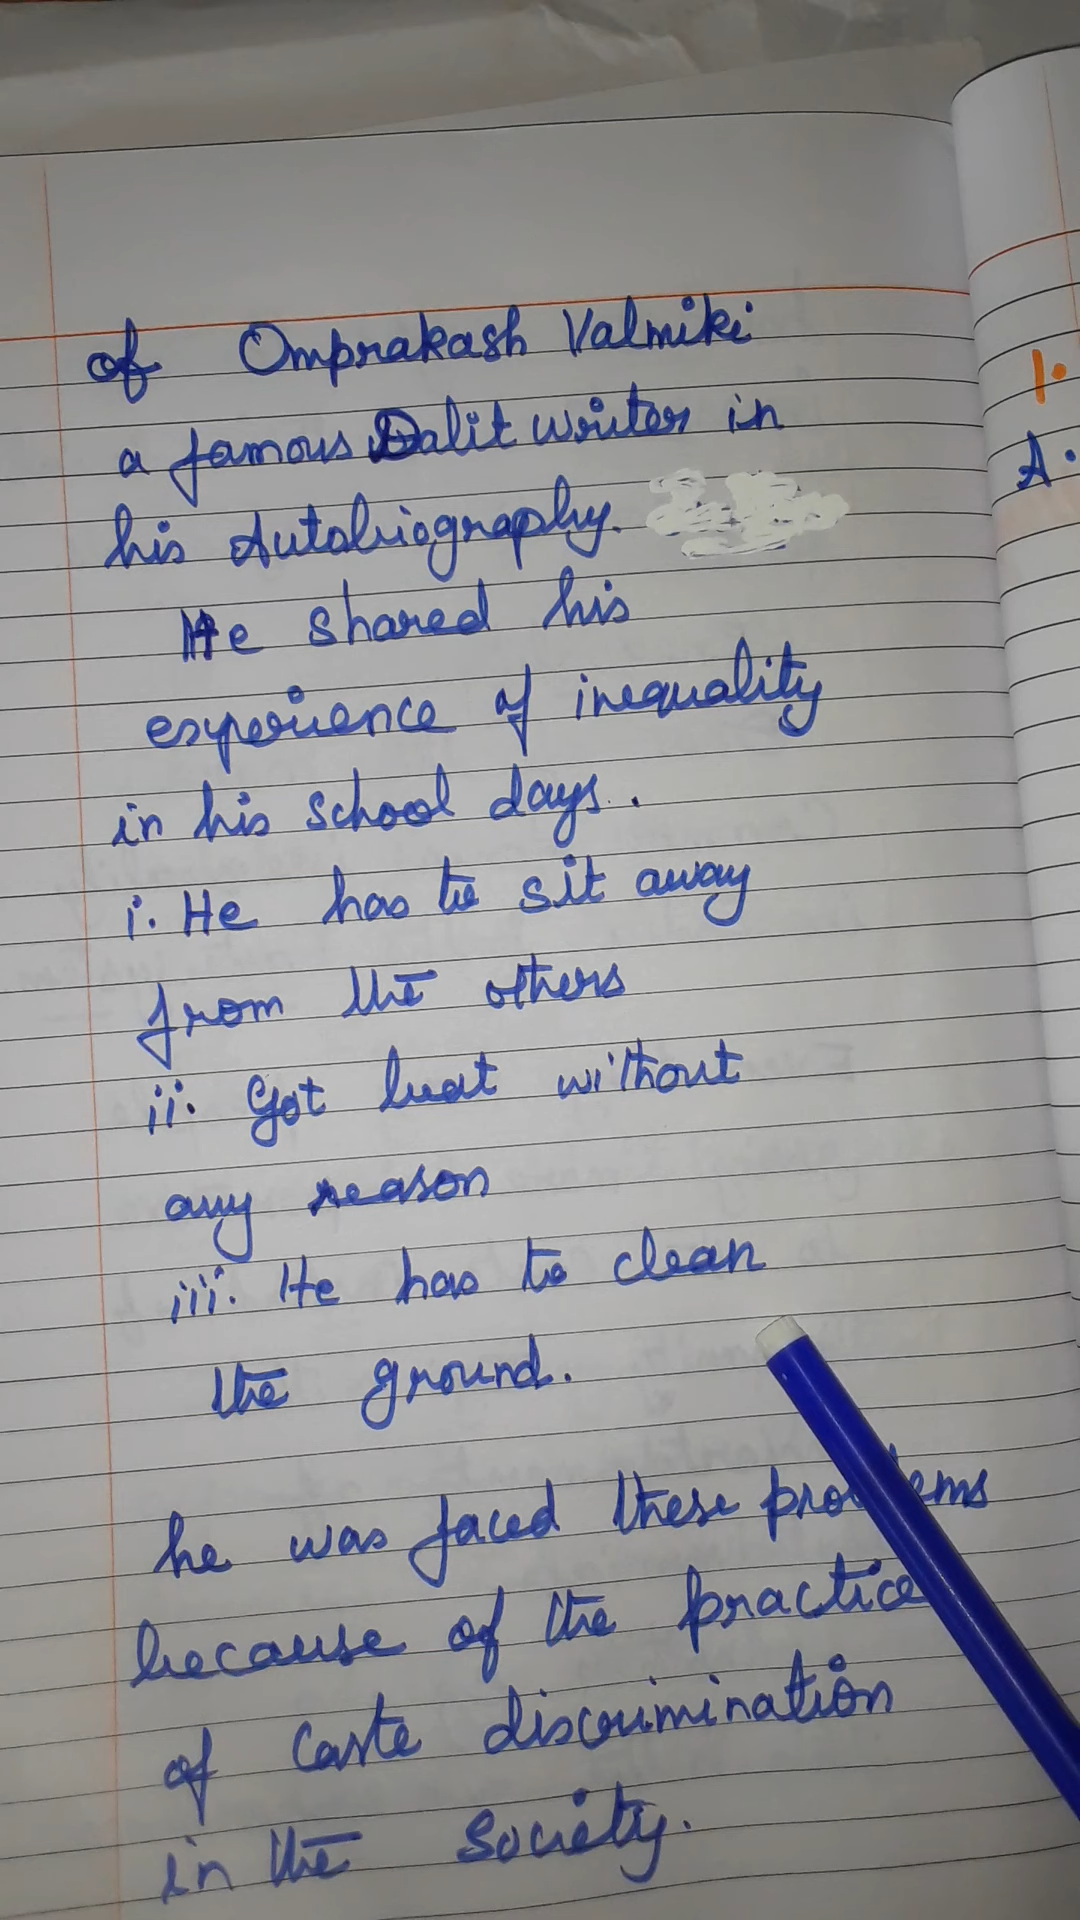 of Omprakash Valmiki
a famous Dalit writer in
his Autobiography.
He shared his
experience of inequality
in his school days.
i. He has to sit away
from the others
ii. Got beat without
any reason
iii. He has to clean
the ground.
he was faced these problems
because of the practice
of caste discrimination
in the society.
1.
A.